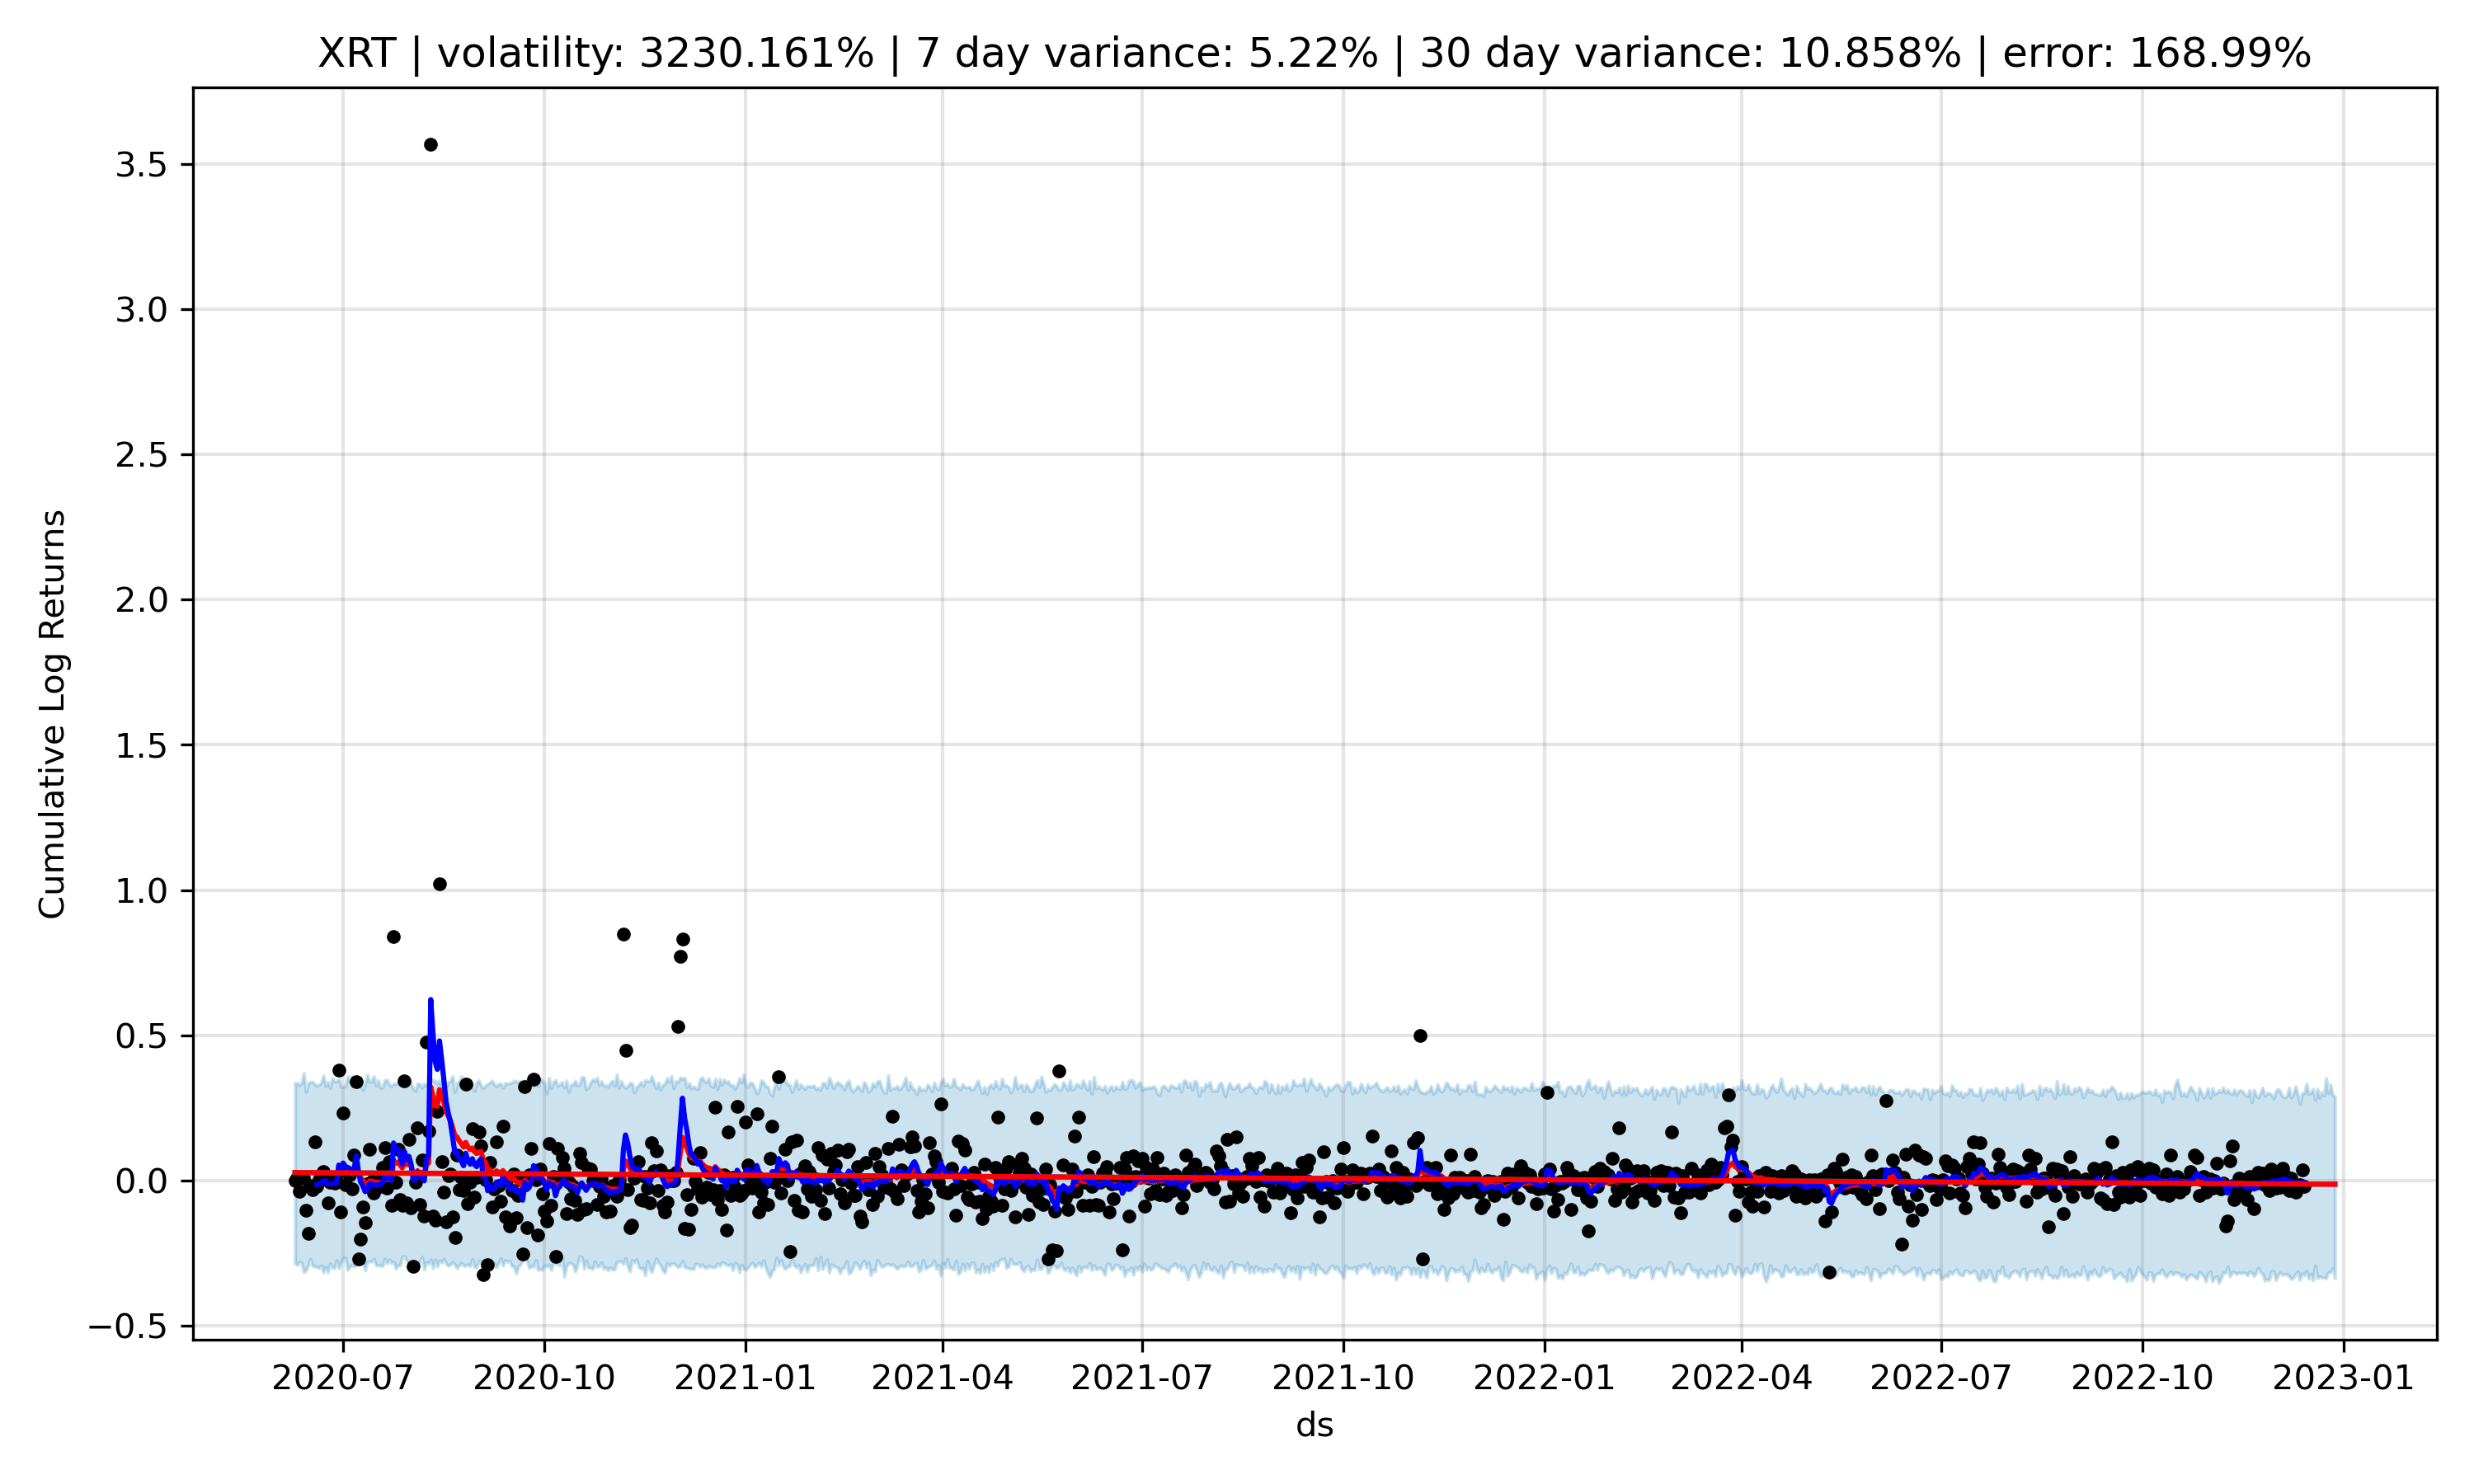 XRT | volatility: 3230.161% | 7 day variance: 5.22% | 30 day variance: 10.858% | error: 168.99%
3.5
3.0
2.5
2.0
1.5
1.0
0.5
0.0
−0.5
Cumulative Log Returns
2020-07 2020-10 2021-01 2021-04 2021-07 2021-10 2022-01 2022-04 2022-07 2022-10 2023-01
ds